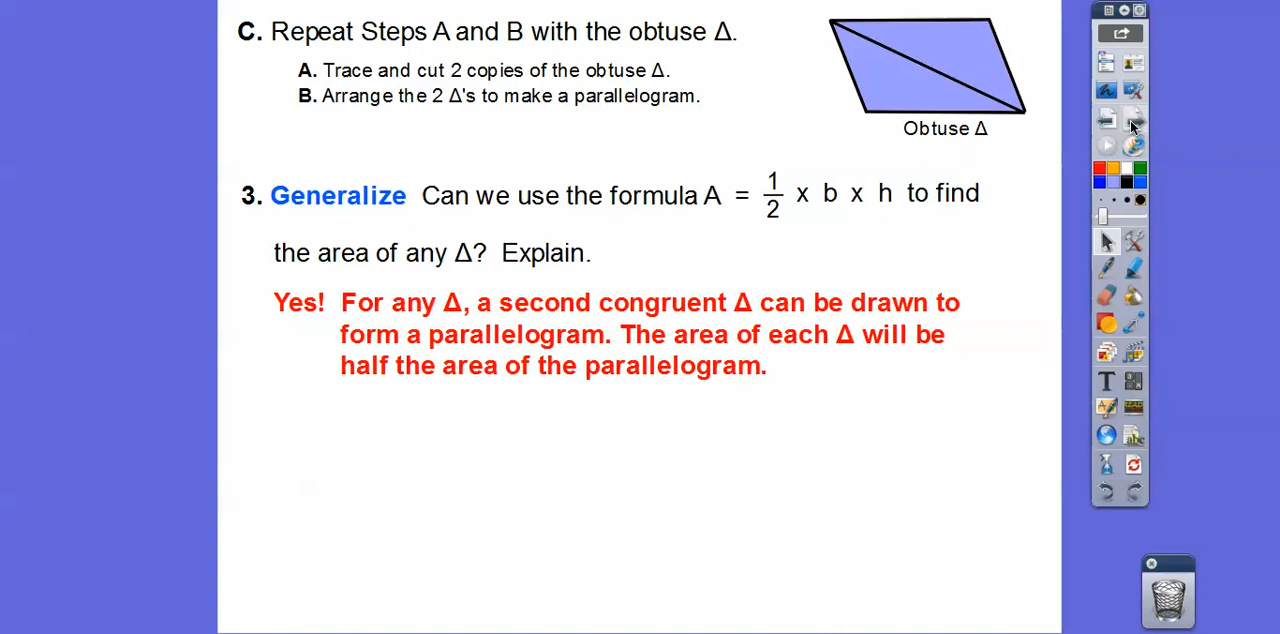 C. Repeat Steps A and B with the obtuse Δ.
A. Trace and cut 2 copies of the obtuse Δ.
B. Arrange the 2 Δ's to make a parallelogram.
Obtuse Δ
3. Generalize Can we use the formula A = 1/2 x b x h to find
the area of any Δ? Explain.
Yes! For any Δ, a second congruent Δ can be drawn to
form a parallelogram. The area of each Δ will be
half the area of the parallelogram.